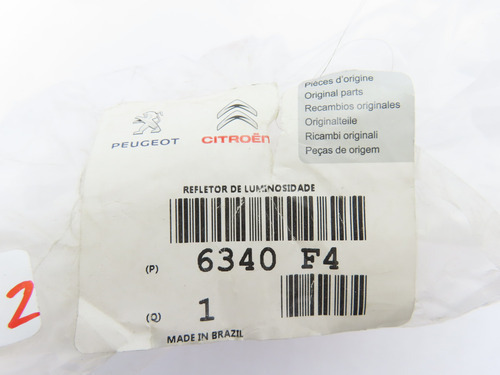 Pièces d'origine
Original parts
Recambios originales
Originalteile
Ricambi originali
Peças de origem
PEUGEOT
CITROËN
REFLETOR DE LUMINOSIDADE
(P) 6340 F4
(Q) 1
MADE IN BRAZIL
2